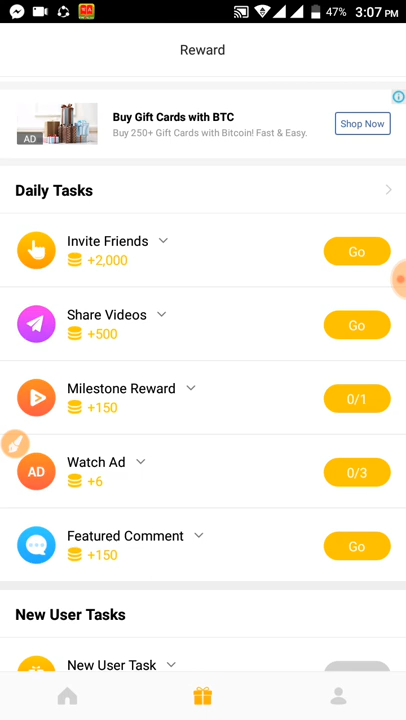 47% 3:07 PM
Reward
AD
Buy Gift Cards with BTC
Buy 250+ Gift Cards with Bitcoin! Fast & Easy.
Shop Now
Daily Tasks
Invite Friends
+2,000
Go
Share Videos
+500
Go
Milestone Reward
+150
0/1
AD
Watch Ad
+6
0/3
Featured Comment
+150
Go
New User Tasks
New User Task